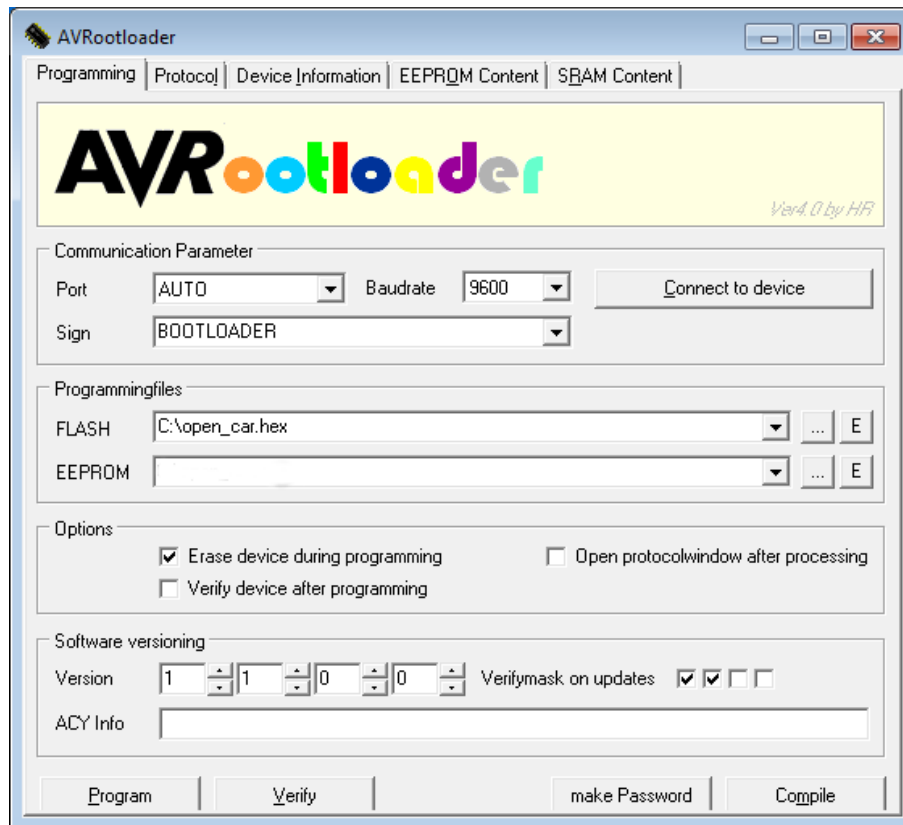 AVRootloader
Programming Protocol Device Information EEPROM Content SRAM Content
AVRootloader
Ver4.0 by HR
Communication Parameter
Port AUTO Baudrate 9600 Connect to device
Sign BOOTLOADER
Programmingfiles
FLASH C:\open_car.hex ... E
EEPROM ... E
Options
Erase device during programming Open protocolwindow after processing
Verify device after programming
Software versioning
Version 1 1 0 0 Verifymask on updates
ACY Info
Program Verify make Password Compile